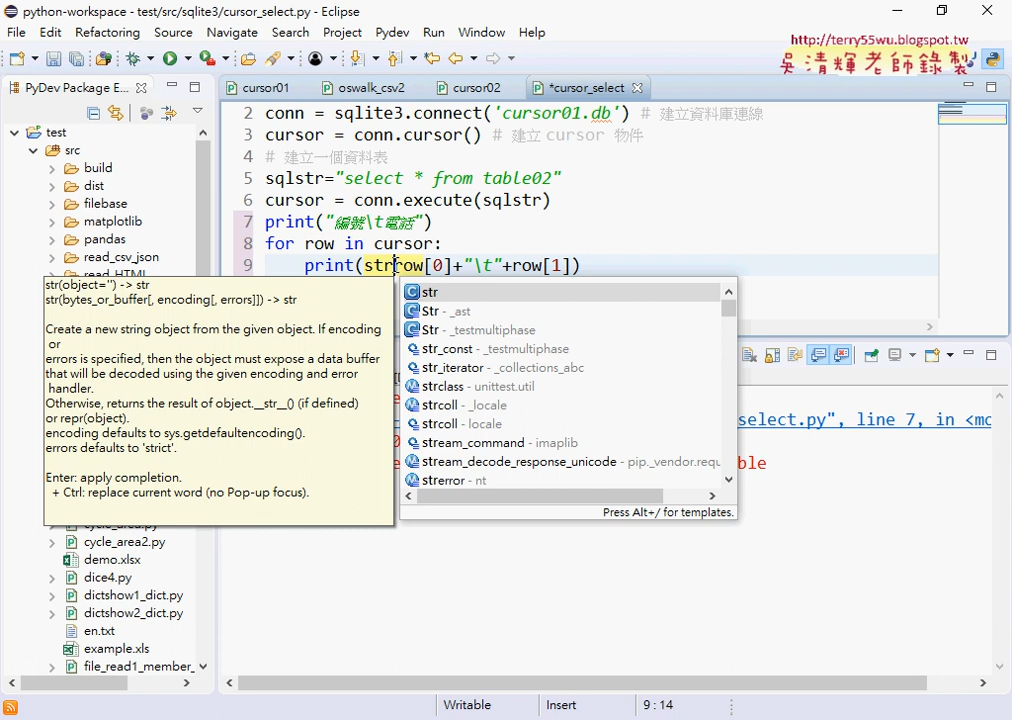 python-workspace - test/src/sqlite3/cursor_select.py - Eclipse
File Edit Refactoring Source Navigate Search Project Pydev Run Window Help
http://terry55wu.blogspot.tw
吳清輝老師錄製
PyDev Package E...
cursor01
oswalk_csv2
cursor02
*cursor_select
test
src
build
dist
filebase
matplotlib
pandas
read_csv_json
read_HTML
2 conn = sqlite3.connect('cursor01.db') # 建立資料庫連線
3 cursor = conn.cursor() # 建立 cursor 物件
4 # 建立一個資料表
5 sqlstr="select * from table02"
6 cursor = conn.execute(sqlstr)
7 print("編號\t電話")
8 for row in cursor:
9 print(strrow[0]+"\t"+row[1])
str(object='') -> str
str(bytes_or_buffer[, encoding[, errors]]) -> str
Create a new string object from the given object. If encoding
or
errors is specified, then the object must expose a data buffer
that will be decoded using the given encoding and error
handler.
Otherwise, returns the result of object.__str__() (if defined)
or repr(object).
encoding defaults to sys.getdefaultencoding().
errors defaults to 'strict'.
Enter: apply completion.
+ Ctrl: replace current word (no Pop-up focus).
str
Str - _ast
Str - _testmultiphase
str_const - _testmultiphase
str_iterator - _collections_abc
strclass - unittest.util
strcoll - _locale
strcoll - locale
stream_command - imaplib
stream_decode_response_unicode - pip._vendor.requ
strerror - nt
Press Alt+/ for templates.
select.py", line 7, in <mo
ble
cycle_area.py
cycle_area2.py
demo.xlsx
dice4.py
dictshow1_dict.py
dictshow2_dict.py
en.txt
example.xls
file_read1_member_
Writable
Insert
9 : 14